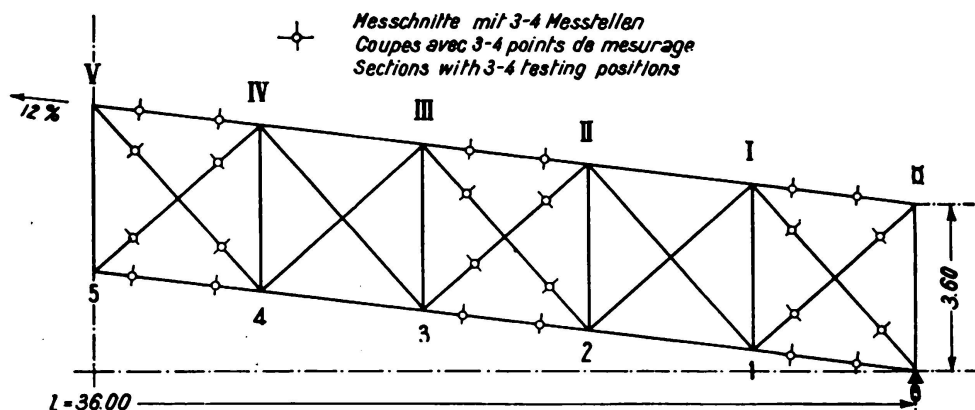 Messchnitte mit 3-4 Messtellen
Coupes avec 3-4 points de mesurage
Sections with 3-4 testing positions
V
IV
III
II
I
12 %
3.60
5
4
3
2
1
0
l = 36.00